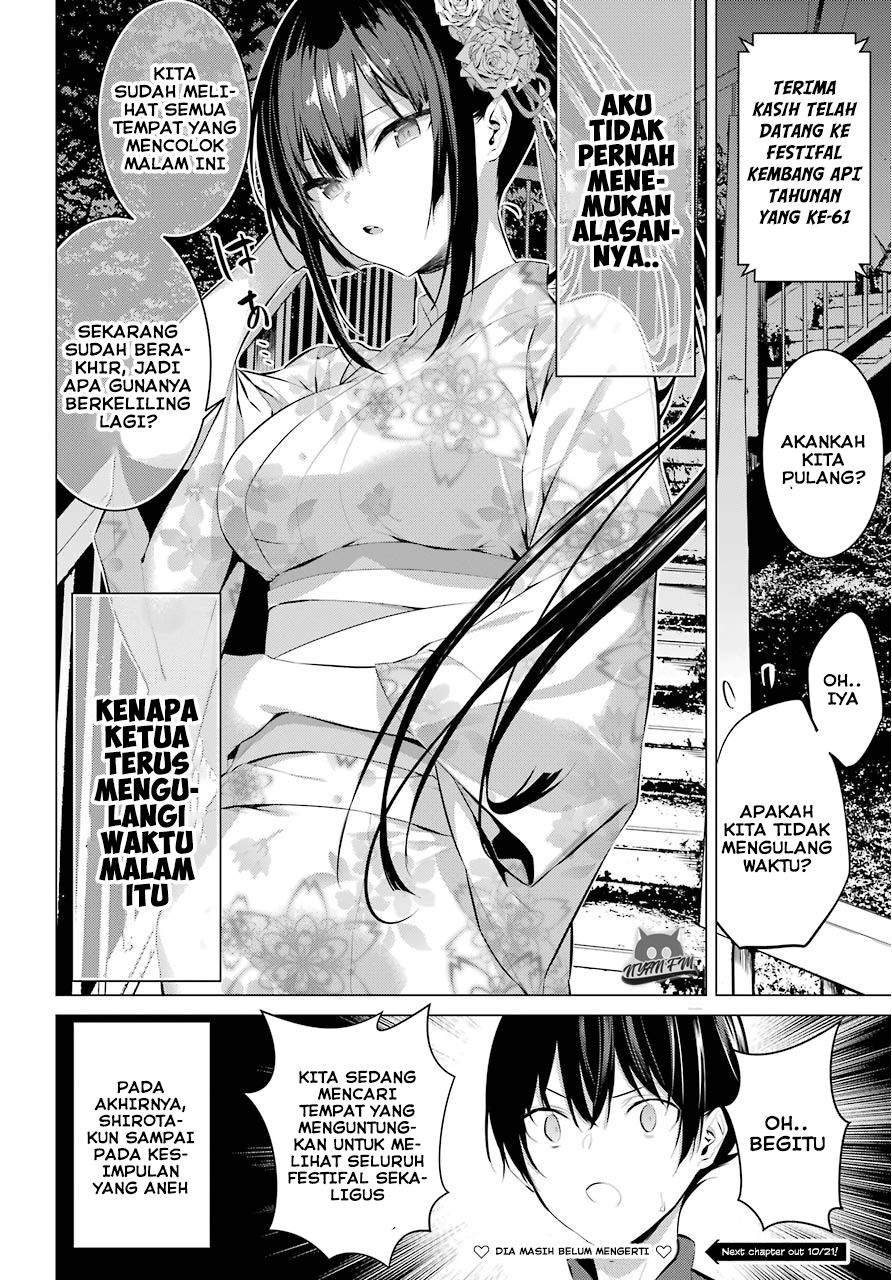 TERIMA
KASIH TELAH
DATANG KE
FESTIFAL
KEMBANG API
TAHUNAN
YANG KE-61
AKANKAH
KITA
PULANG?
OH..
IYA
APAKAH
KITA TIDAK
MENGULANG
WAKTU?
AKU
TIDAK
PERNAH
MENE-
MUKAN
ALASAN-
NYA..
KITA
SUDAH MELI-
HAT SEMUA
TEMPAT YANG
MENCOLOK
MALAM INI
はぁ…
SEKARANG
SUDAH BERA-
KHIR, JADI
APA GUNANYA
BERKELILING
LAGI?
KENAPA
KETUA
TERUS
MENGU-
LANGI
WAKTU
MALAM
ITU
NYAN FM
OH..
BEGITU
KITA SEDANG
MENCARI
TEMPAT YANG
MENGUNTUNG-
KAN UNTUK ME-
LIHAT SELURUH
FESTIFAL SEKA-
LIGUS
PADA
AKHIRNYA,
SHIROTA-
KUN SAMPAI
PADA KES-
IMPULAN
YANG ANEH
♡ DIA MASIH BELUM MENGERTI ♡
Next chapter out 10/21!